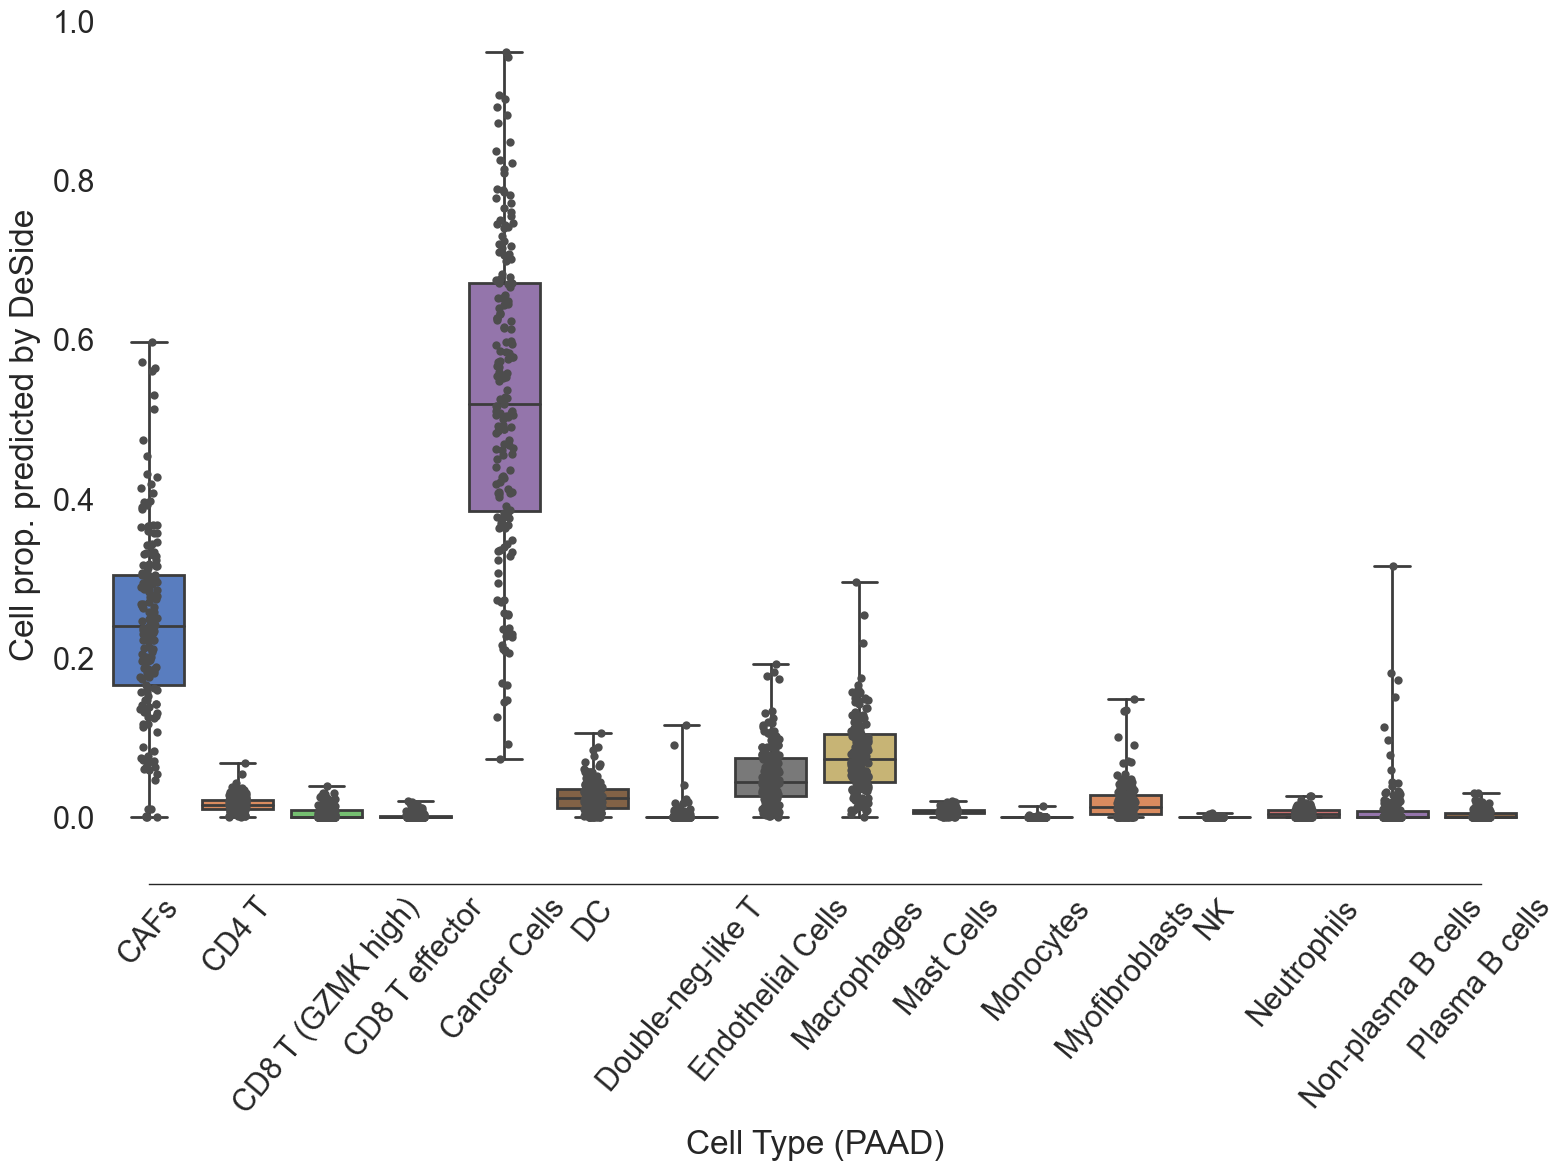 1.0
0.8
0.6
0.4
0.2
0.0
Cell prop. predicted by DeSide
CAFs
CD4 T
CD8 T (GZMK high)
CD8 T effector
Cancer Cells
DC
Double-neg-like T
Endothelial Cells
Macrophages
Mast Cells
Monocytes
Myofibroblasts
NK
Neutrophils
Non-plasma B cells
Plasma B cells
Cell Type (PAAD)